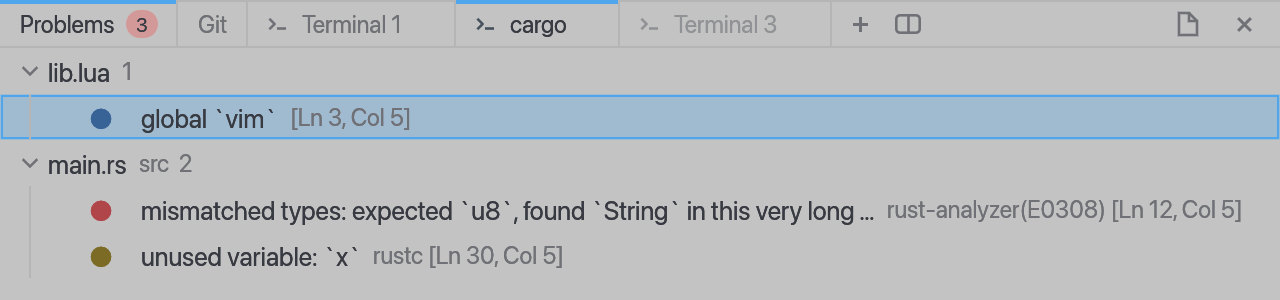 Problems 3 Git Terminal 1 cargo Terminal 3
lib.lua 1
global `vim` [Ln 3, Col 5]
main.rs src 2
mismatched types: expected `u8`, found `String` in this very long ... rust-analyzer(E0308) [Ln 12, Col 5]
unused variable: `x` rustc [Ln 30, Col 5]